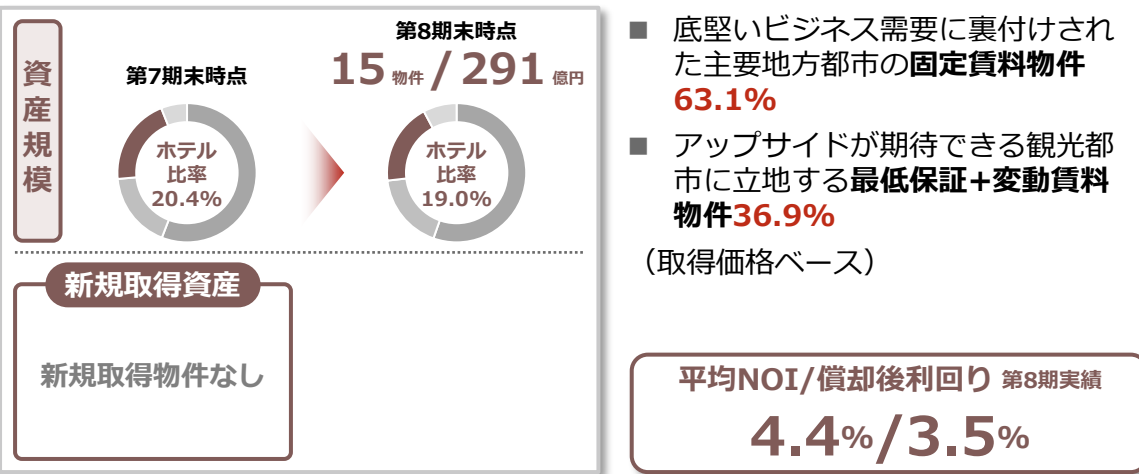 資産規模
第7期末時点
ホテル
比率
20.4%
第8期末時点
15 物件 / 291 億円
ホテル
比率
19.0%
新規取得資産
新規取得物件なし
■ 底堅いビジネス需要に裏付けされ
た主要地方都市の固定賃料物件
63.1%
■ アップサイドが期待できる観光都
市に立地する最低保証+変動賃料
物件36.9%
（取得価格ベース）
平均NOI/償却後利回り 第8期実績
4.4%/3.5%